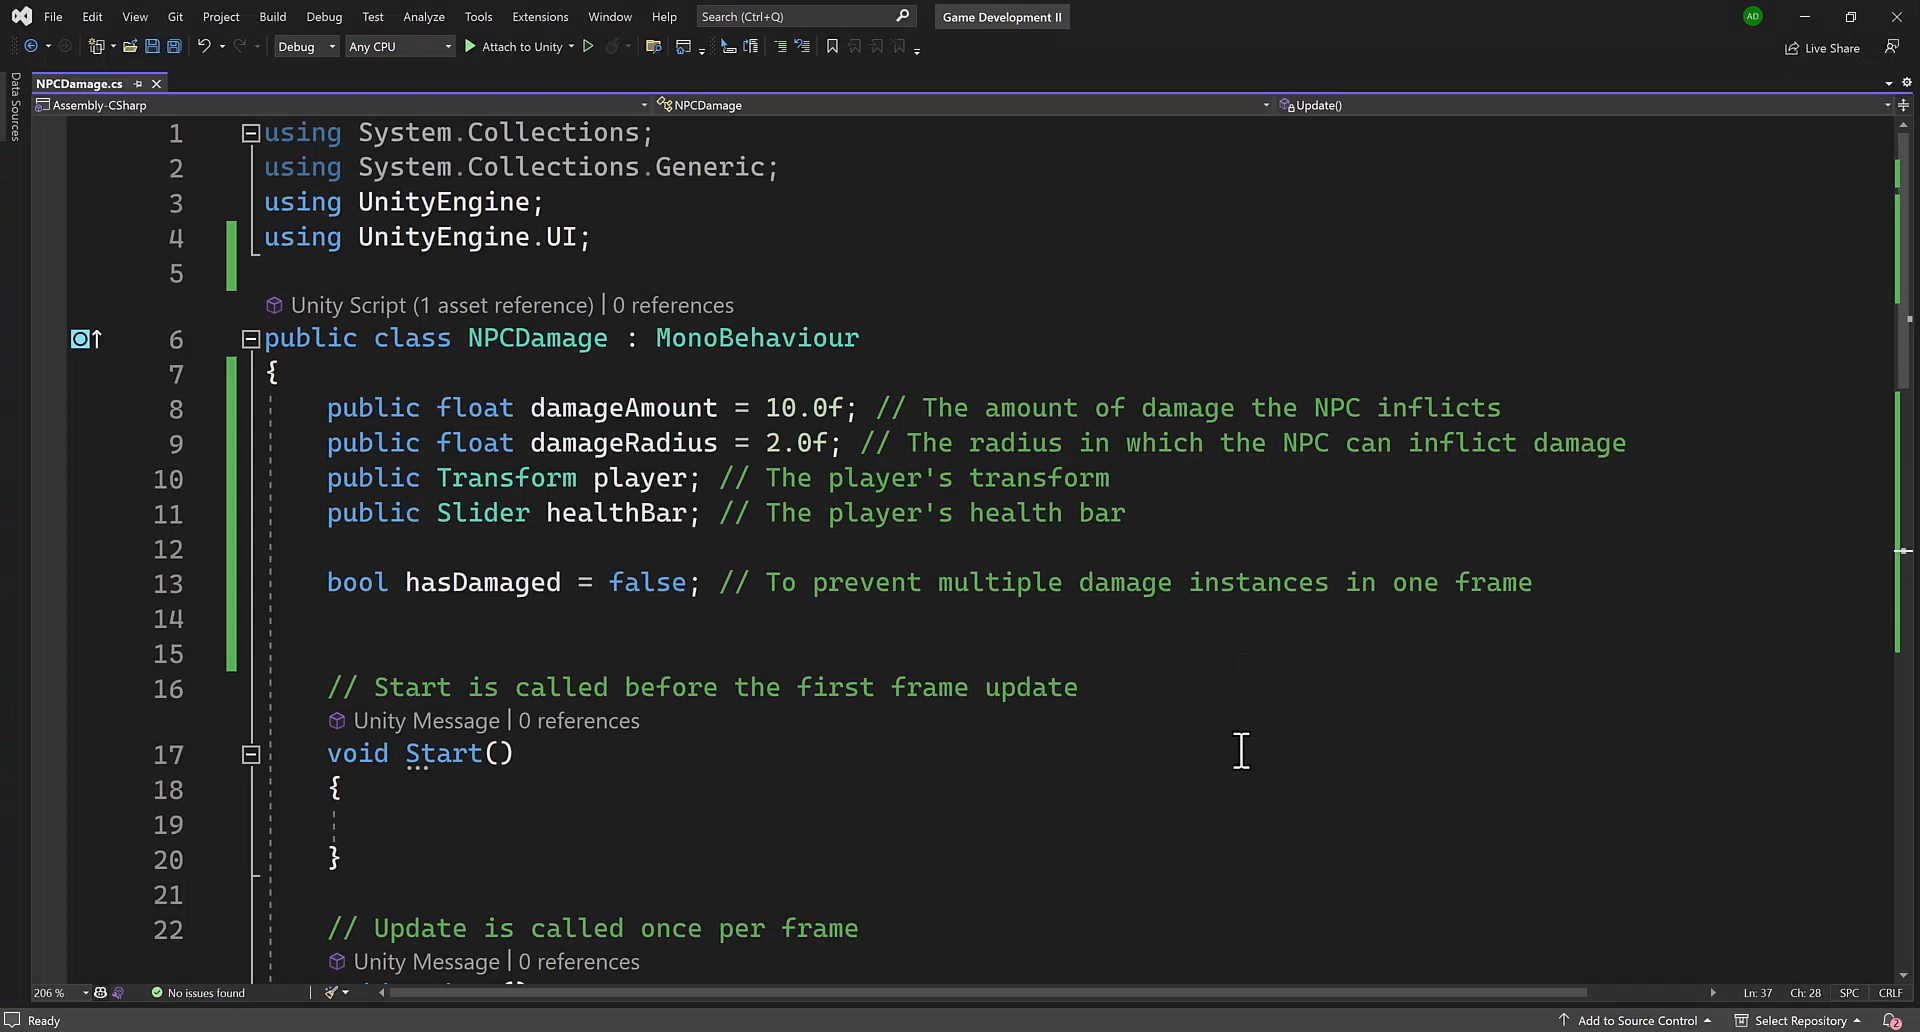 File Edit View Git Project Build Debug Test Analyze Tools Extensions Window Help Search (Ctrl+Q) Game Development II AD
Debug Any CPU Attach to Unity Live Share
Data Sources
NPCDamage.cs
Assembly-CSharp NPCDamage Update()
1 using System.Collections;
2 using System.Collections.Generic;
3 using UnityEngine;
4 using UnityEngine.UI;
5
Unity Script (1 asset reference) | 0 references
6 public class NPCDamage : MonoBehaviour
7 {
8 public float damageAmount = 10.0f; // The amount of damage the NPC inflicts
9 public float damageRadius = 2.0f; // The radius in which the NPC can inflict damage
10 public Transform player; // The player's transform
11 public Slider healthBar; // The player's health bar
12
13 bool hasDamaged = false; // To prevent multiple damage instances in one frame
14
15
16 // Start is called before the first frame update
Unity Message | 0 references
17 void Start()
18 {
19
20 }
21
22 // Update is called once per frame
Unity Message | 0 references
206 % No issues found Ln: 37 Ch: 28 SPC CRLF
Ready Add to Source Control Select Repository 2